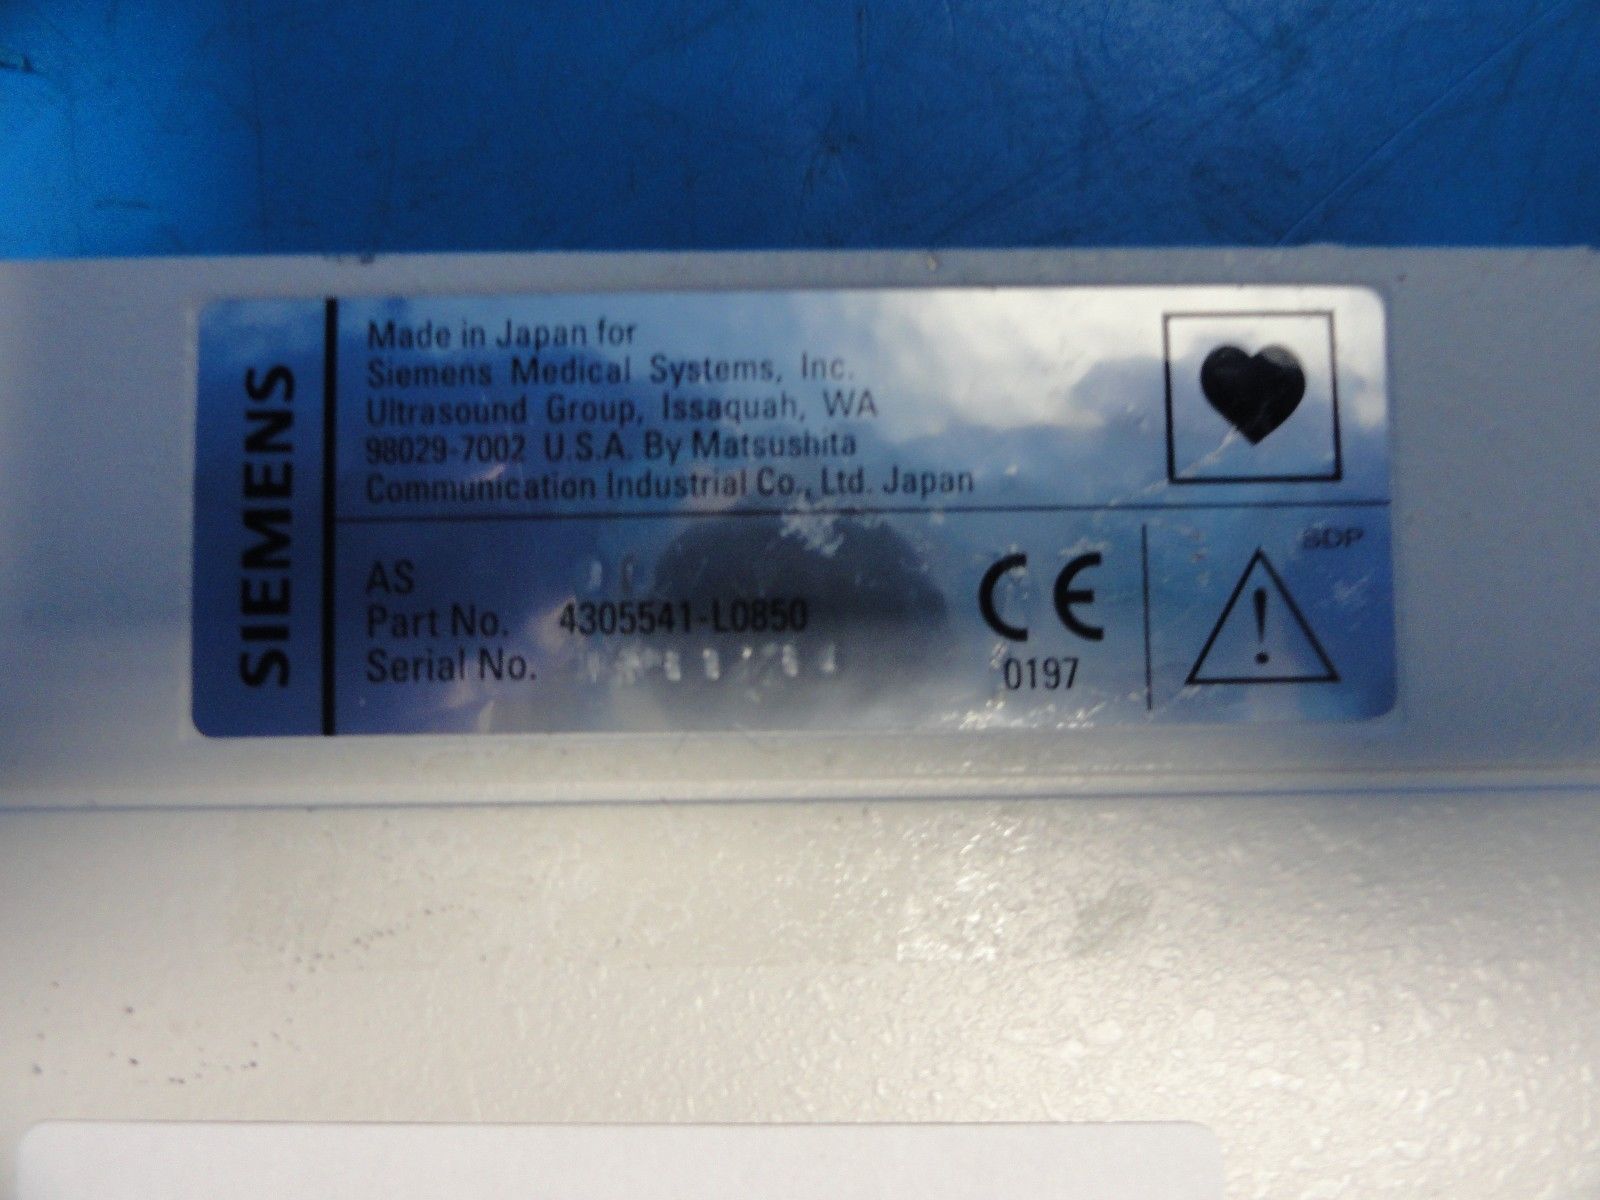 SIEMENS
Made in Japan for
Siemens Medical Systems, Inc.
Ultrasound Group, Issaquah, WA
98029-7002 U.S.A. By Matsushita
Communication Industrial Co., Ltd. Japan
AS
Part No. 4305541-L0850
Serial No.
CE
0197
!